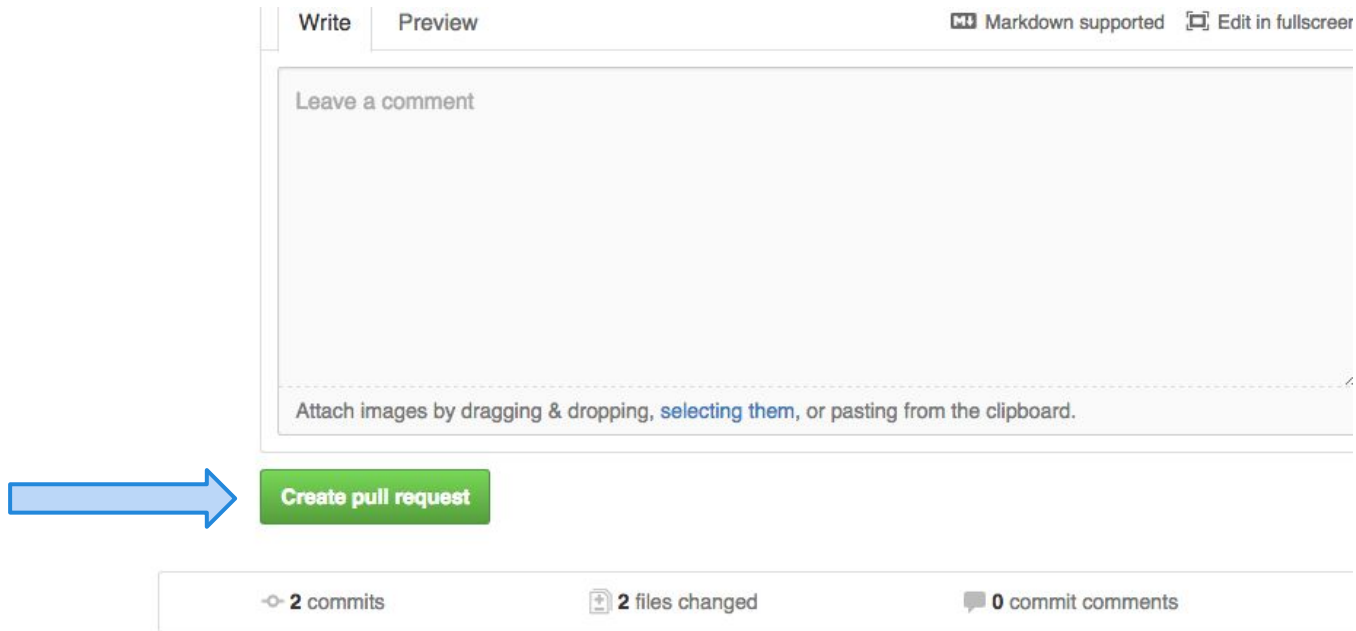 Write Preview Markdown supported Edit in fullscreen
Leave a comment
Attach images by dragging & dropping, selecting them, or pasting from the clipboard.
Create pull request
2 commits 2 files changed 0 commit comments